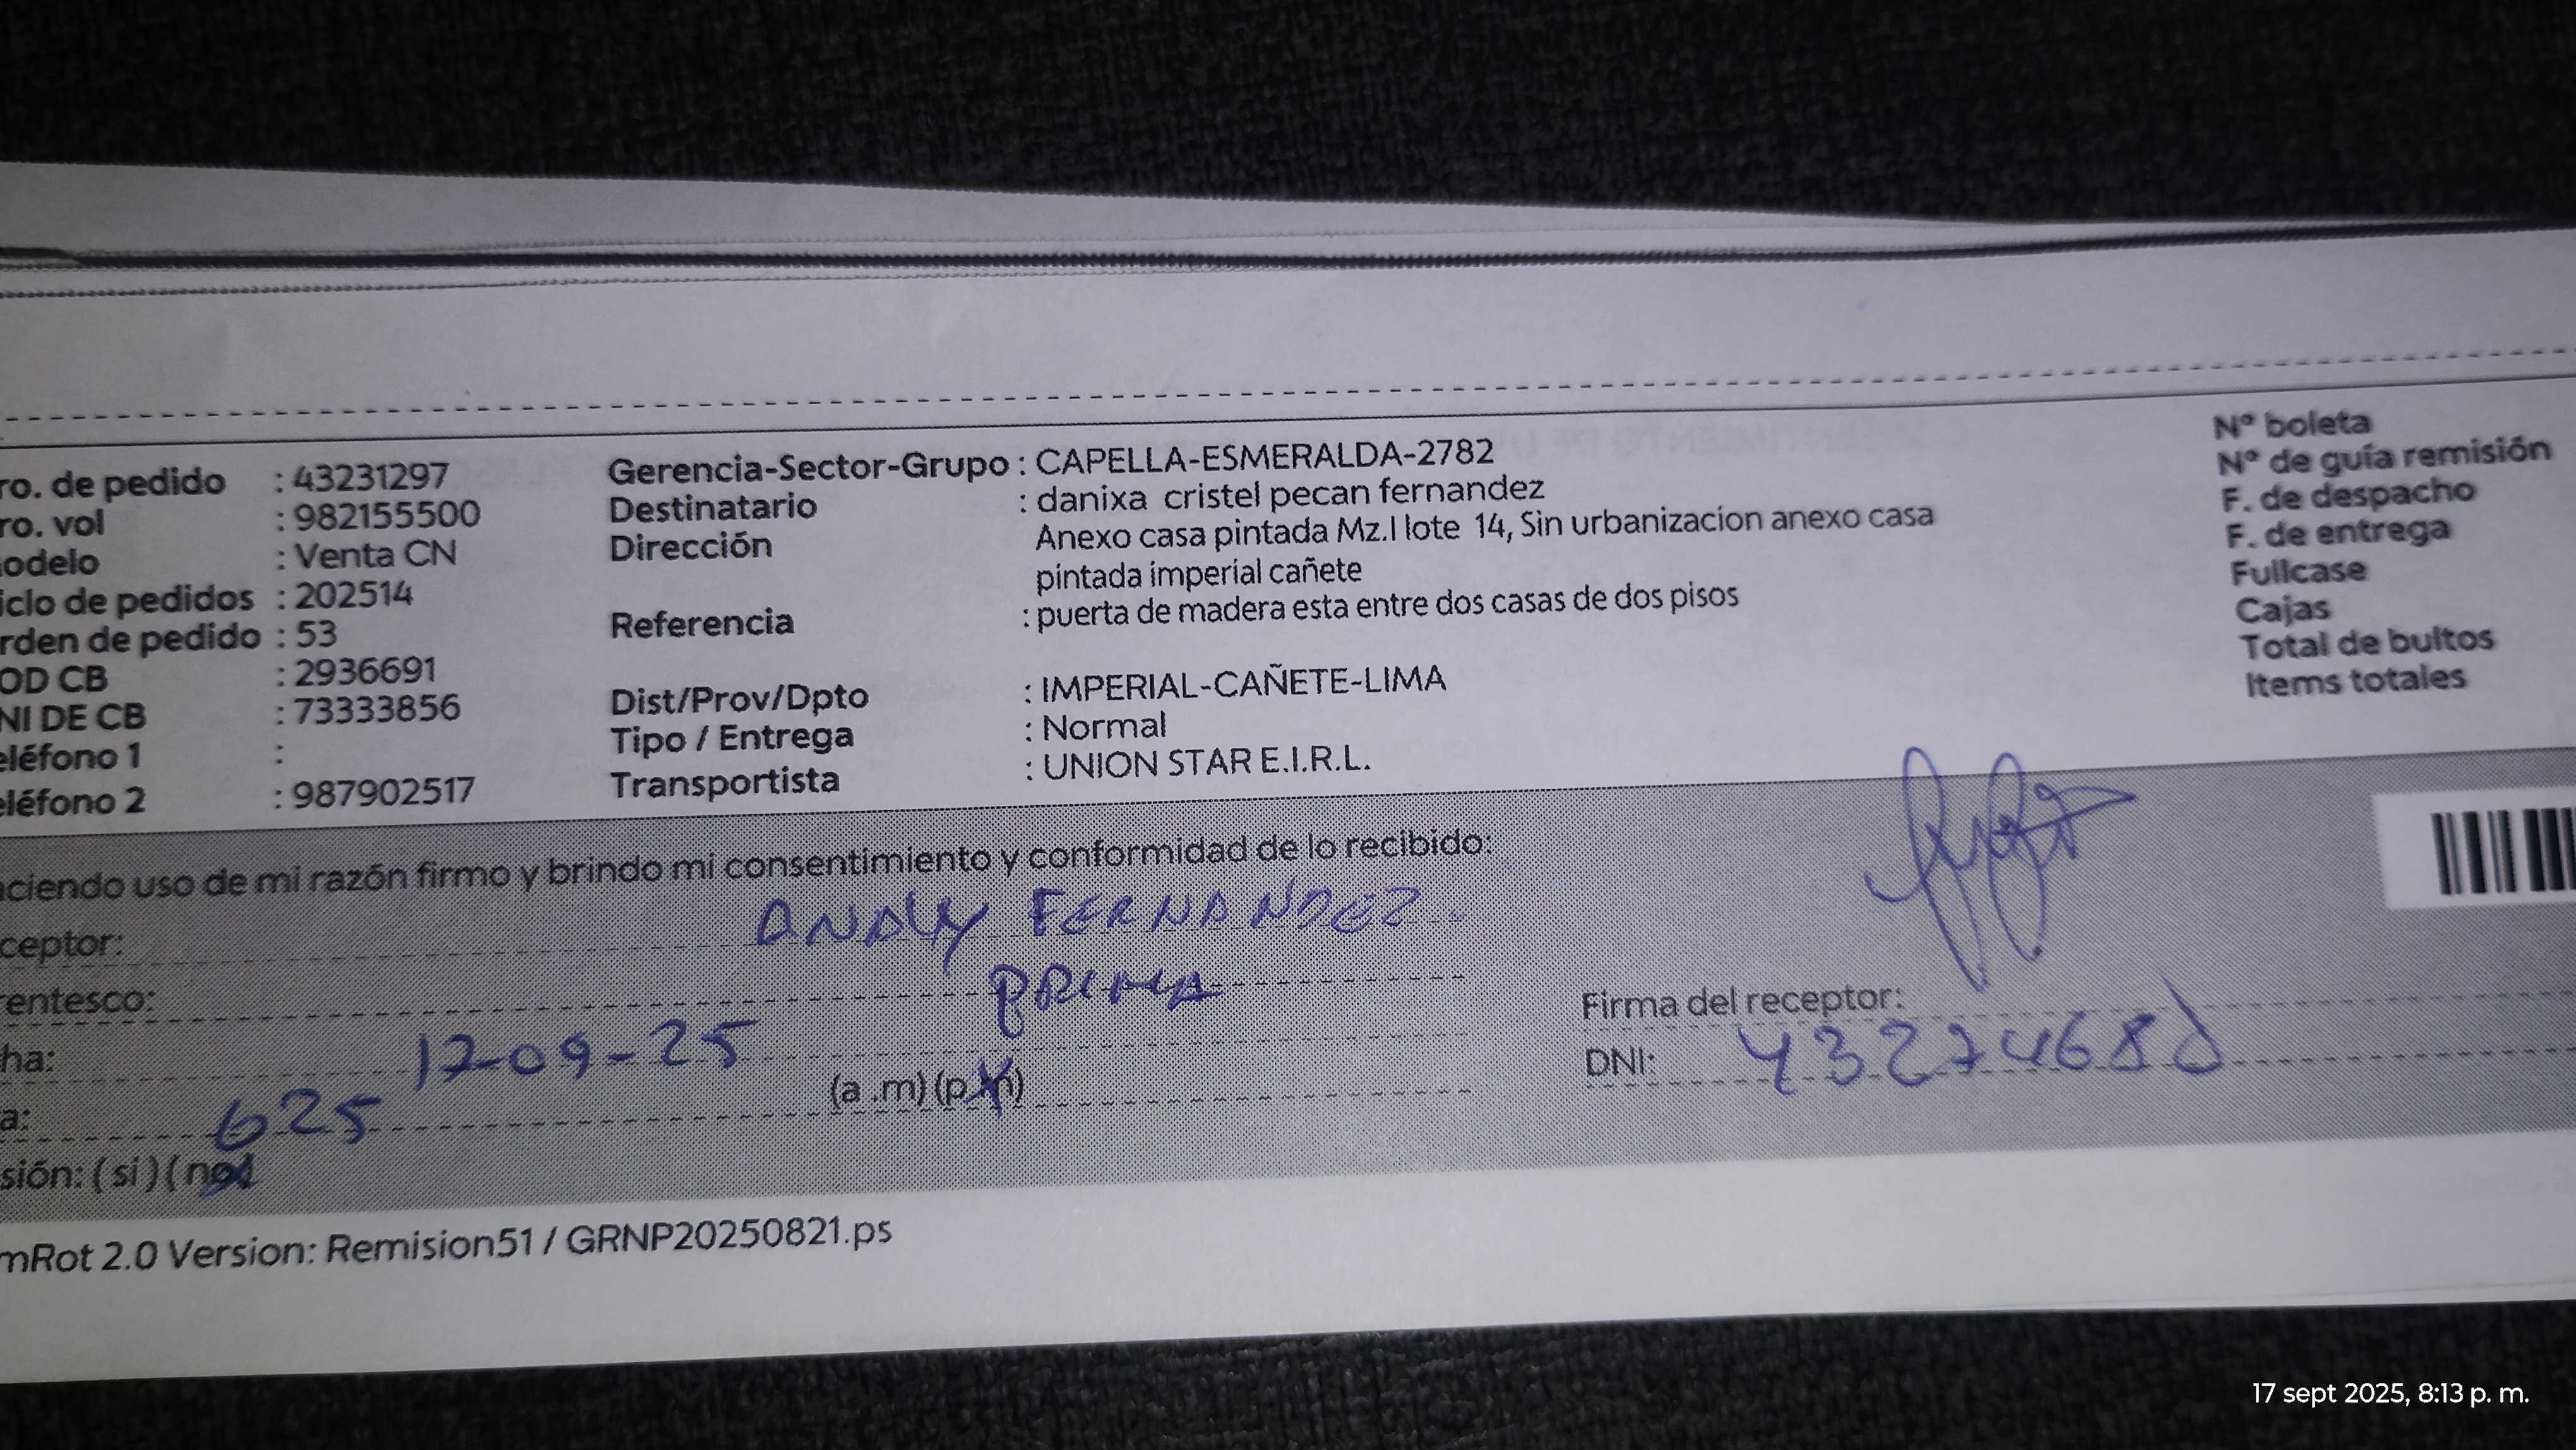 ro. de pedido : 43231297
ro. vol : 982155500
odelo : Venta CN
iclo de pedidos : 202514
rden de pedido : 53
OD CB : 2936691
NI DE CB : 73333856
eléfono 1 :
eléfono 2 : 987902517
Gerencia-Sector-Grupo : CAPELLA-ESMERALDA-2782
Destinatario : danixa cristel pecan fernandez
Dirección Anexo casa pintada Mz.I lote 14, Sin urbanizacion anexo casa
pintada imperial cañete
Referencia : puerta de madera esta entre dos casas de dos pisos
Dist/Prov/Dpto : IMPERIAL-CAÑETE-LIMA
Tipo / Entrega : Normal
Transportista : UNION STAR E.I.R.L.
Nº boleta
Nº de guía remisión
F. de despacho
F. de entrega
Fullcase
Cajas
Total de bultos
Items totales
aciendo uso de mi razón firmo y brindo mi consentimiento y conformidad de lo recibido:
ceptor: FERNANDEZ
rentesco: PRIMA
ha: 17-09-25
a: 625 (a .m) (p.m)
sión: ( si ) ( no )
Firma del receptor:
DNI:
mRot 2.0 Version: Remision51 / GRNP20250821.ps
17 sept 2025, 8:13 p. m.